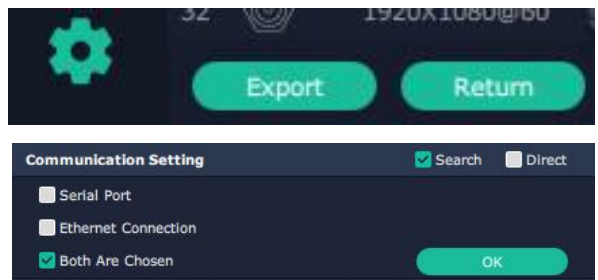 32 1920X1080@60
Export Return
Communication Setting Search Direct
Serial Port
Ethernet Connection
Both Are Chosen OK